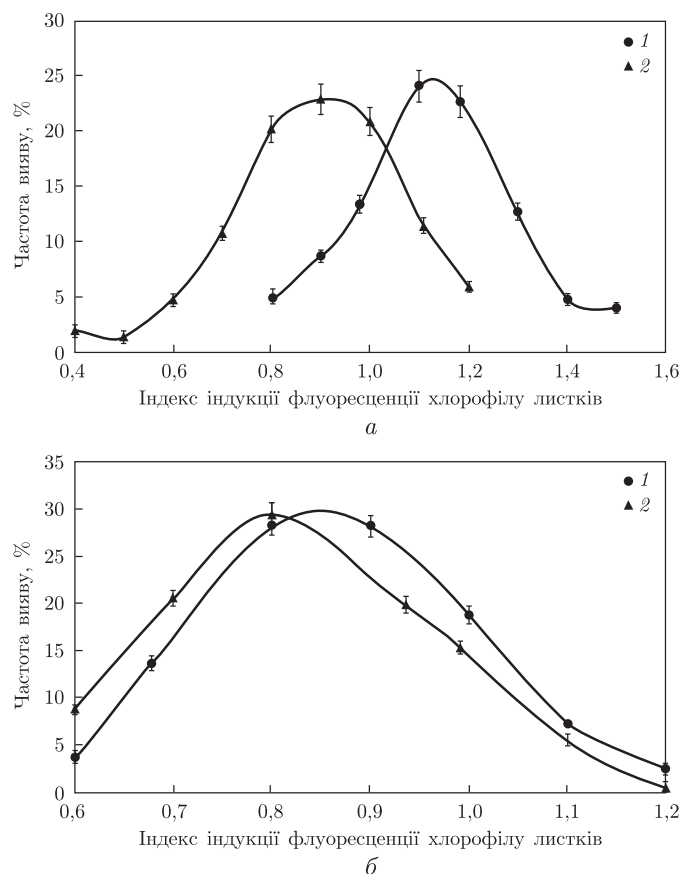 30
25
20
15
10
5
0
Частота вияву, %
1
2
0,4 0,6 0,8 1,0 1,2 1,4 1,6
Індекс індукції флуоресценції хлорофілу листків
а
35
30
25
20
15
10
5
0
Частота вияву, %
1
2
0,6 0,7 0,8 0,9 1,0 1,1 1,2
Індекс індукції флуоресценції хлорофілу листків
б